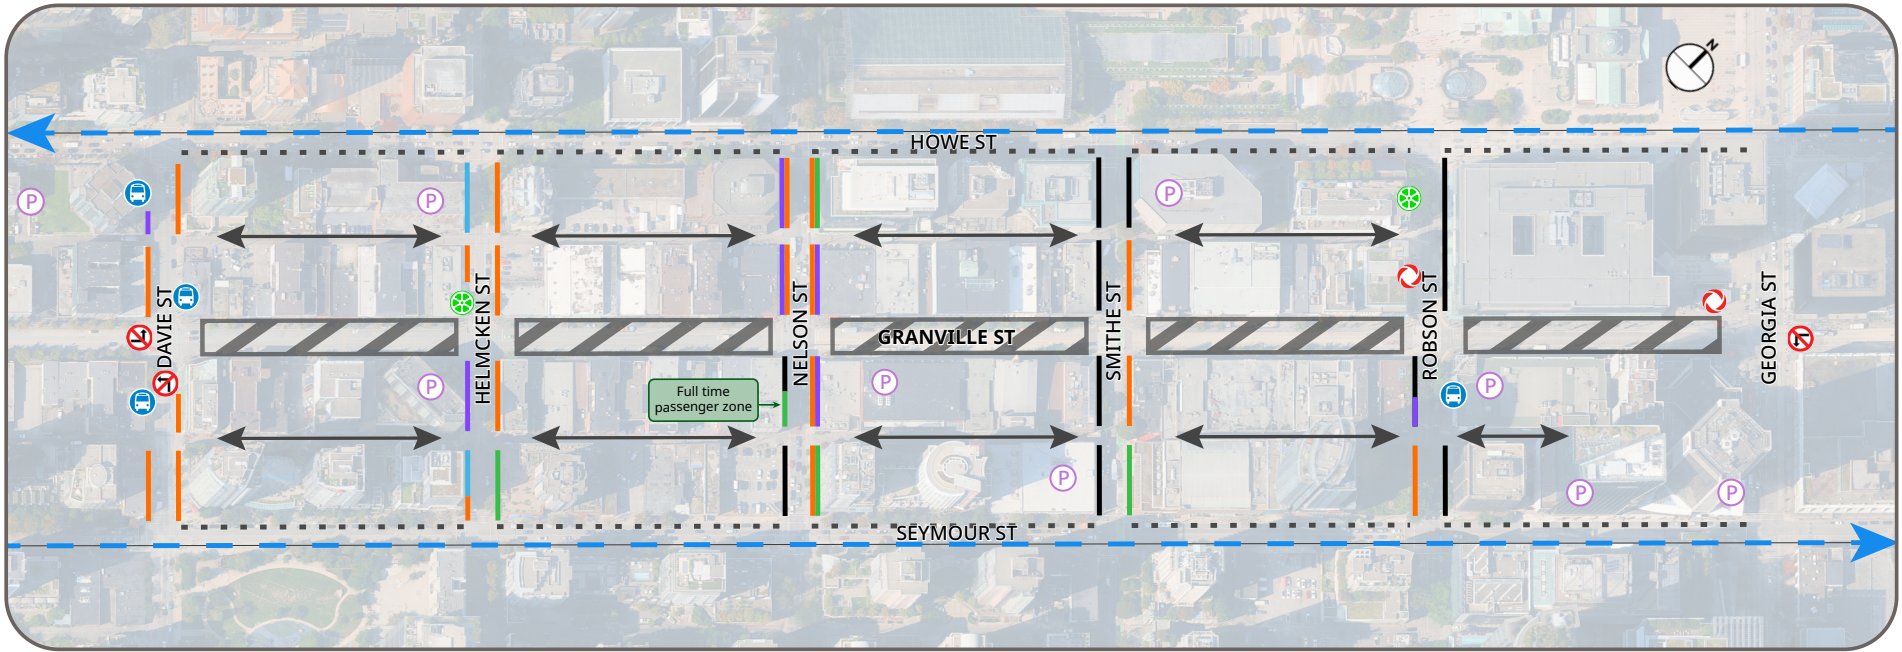 N
HOWE ST
P
P
P
DAVIE ST
HELMCKEN ST
NELSON ST
SMITHE ST
ROBSON ST
GEORGIA ST
GRANVILLE ST
Full time
passenger zone
P
P
P
P
P
P
SEYMOUR ST